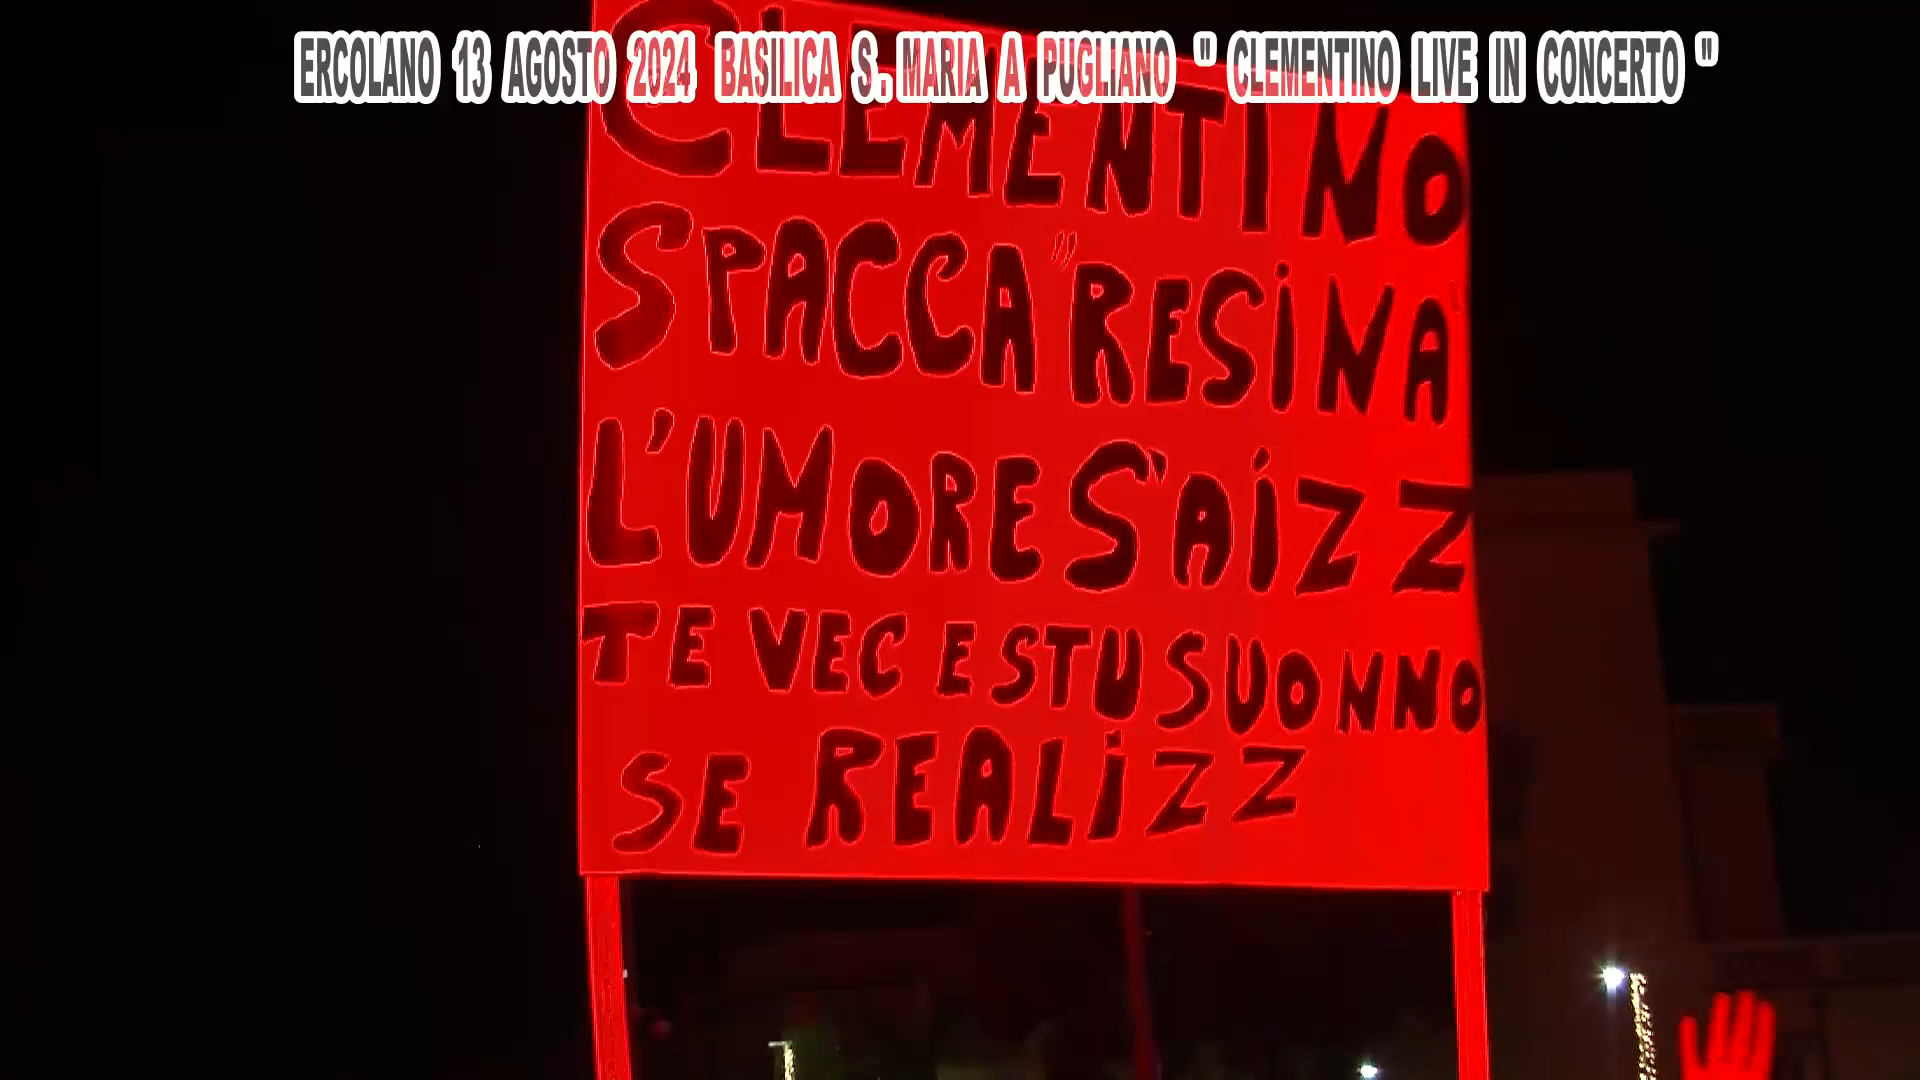 ERCOLANO 13 AGOSTO 2024 BASILICA S. MARIA A PUGLIANO " CLEMENTINO LIVE IN CONCERTO "
CLEMENTINO
SPACCA "RESINA"
L'UMORE S'AIZZ
TE VEC E STU SUONNO
SE REALIZZ